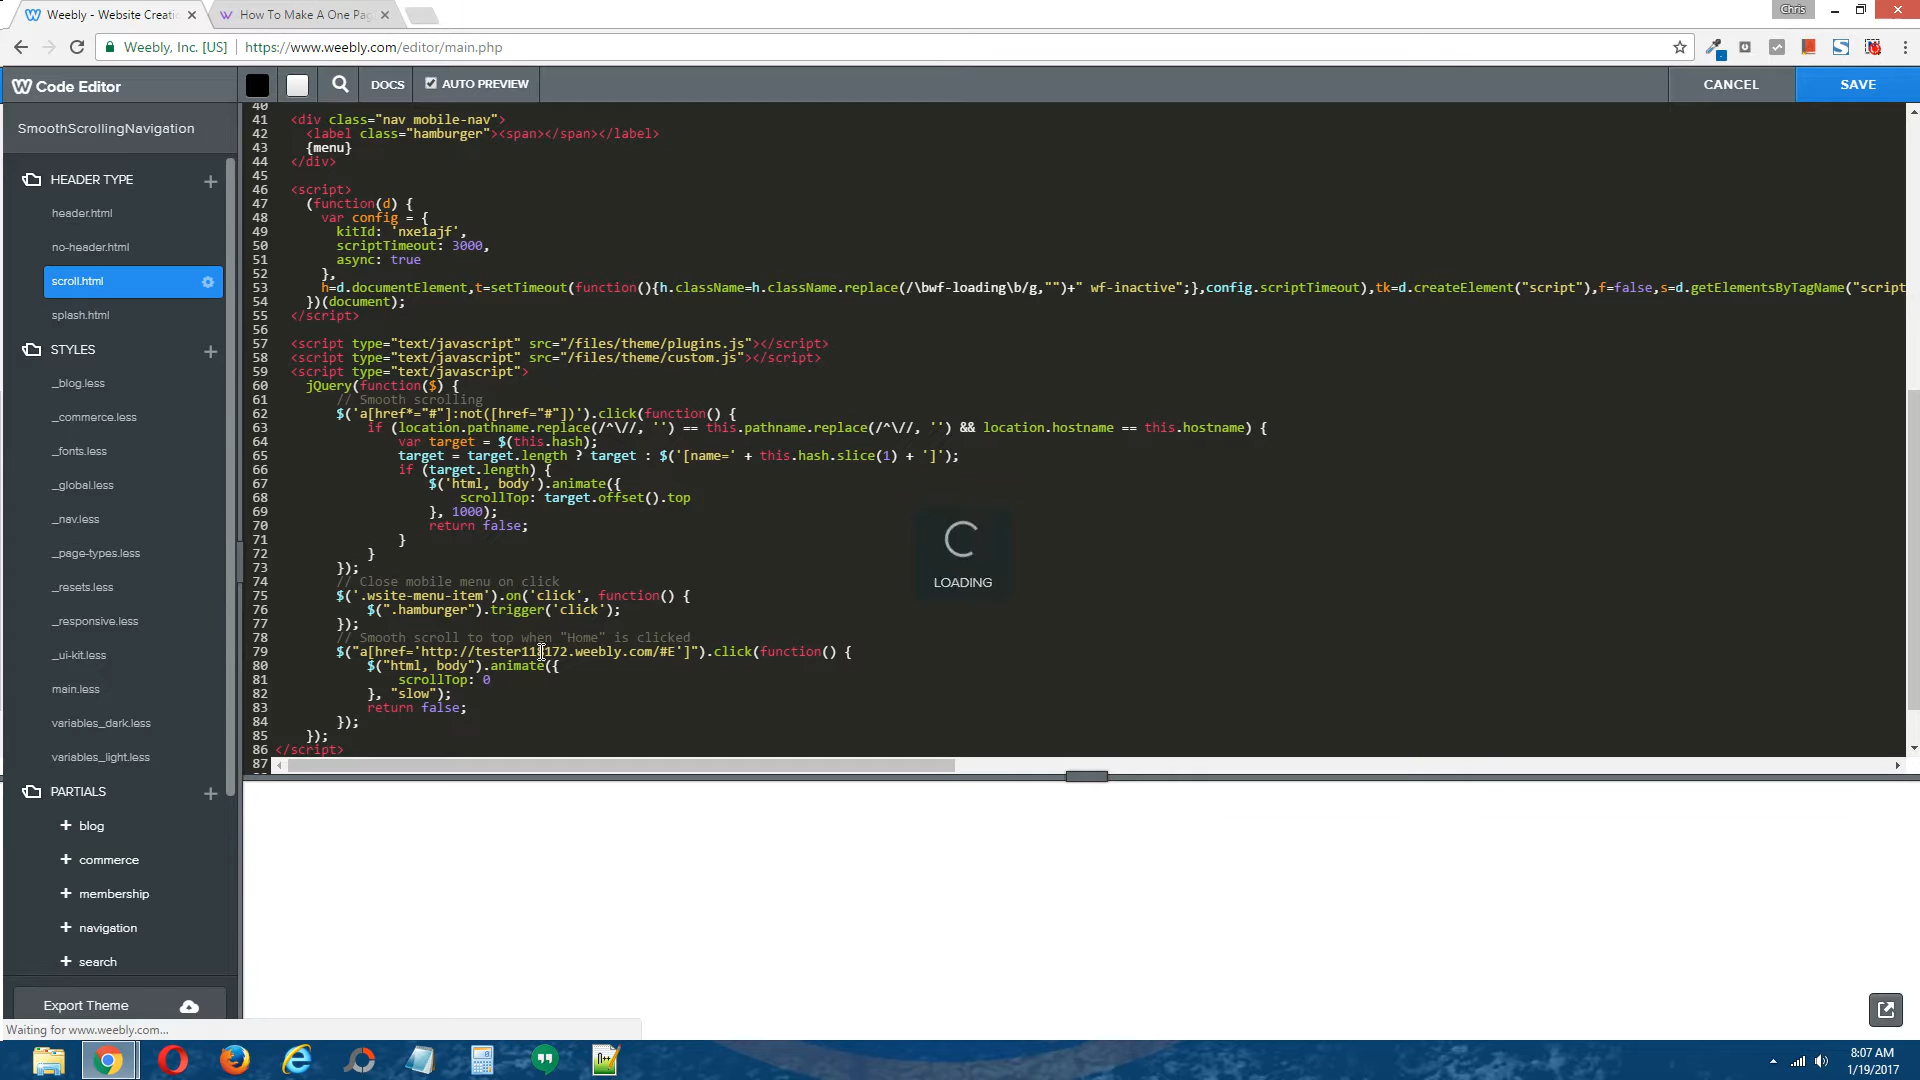 Weebly - Website Creati
How To Make A One Pag
Chris
Weebly, Inc. [US]
https://www.weebly.com/editor/main.php
Code Editor
DOCS
AUTO PREVIEW
CANCEL
SAVE
SmoothScrollingNavigation
HEADER TYPE
header.html
no-header.html
scroll.html
splash.html
STYLES
_blog.less
_commerce.less
_fonts.less
_global.less
_nav.less
_page-types.less
_resets.less
_responsive.less
_ui-kit.less
main.less
variables_dark.less
variables_light.less
PARTIALS
+ blog
+ commerce
+ membership
+ navigation
+ search
Export Theme
Waiting for www.weebly.com...
40
41 <div class="nav mobile-nav">
42 <label class="hamburger"><span></span></label>
43 {menu}
44 </div>
45
46 <script>
47 (function(d) {
48 var config = {
49 kitId: 'nxe1ajf',
50 scriptTimeout: 3000,
51 async: true
52 },
53 h=d.documentElement,t=setTimeout(function(){h.className=h.className.replace(/\bwf-loading\b/g,"")+" wf-inactive";},config.scriptTimeout),tk=d.createElement("script"),f=false,s=d.getElementsByTagName("script
54 })(document);
55 </script>
56
57 <script type="text/javascript" src="/files/theme/plugins.js"></script>
58 <script type="text/javascript" src="/files/theme/custom.js"></script>
59 <script type="text/javascript">
60 jQuery(function($) {
61 // Smooth scrolling
62 $('a[href*="#"]:not([href="#"])').click(function() {
63 if (location.pathname.replace(/^\//, '') == this.pathname.replace(/^\//, '') && location.hostname == this.hostname) {
64 var target = $(this.hash);
65 target = target.length ? target : $('[name=' + this.hash.slice(1) + ']');
66 if (target.length) {
67 $('html, body').animate({
68 scrollTop: target.offset().top
69 }, 1000);
70 return false;
71 }
72 }
73 });
74 // Close mobile menu on click
75 $('.wsite-menu-item').on('click', function() {
76 $(".hamburger").trigger('click');
77 });
78 // Smooth scroll to top when "Home" is clicked
79 $("a[href='http://tester118172.weebly.com/#E']").click(function() {
80 $("html, body").animate({
81 scrollTop: 0
82 }, "slow");
83 return false;
84 });
85 });
86 </script>
87
LOADING
8:07 AM
1/19/2017